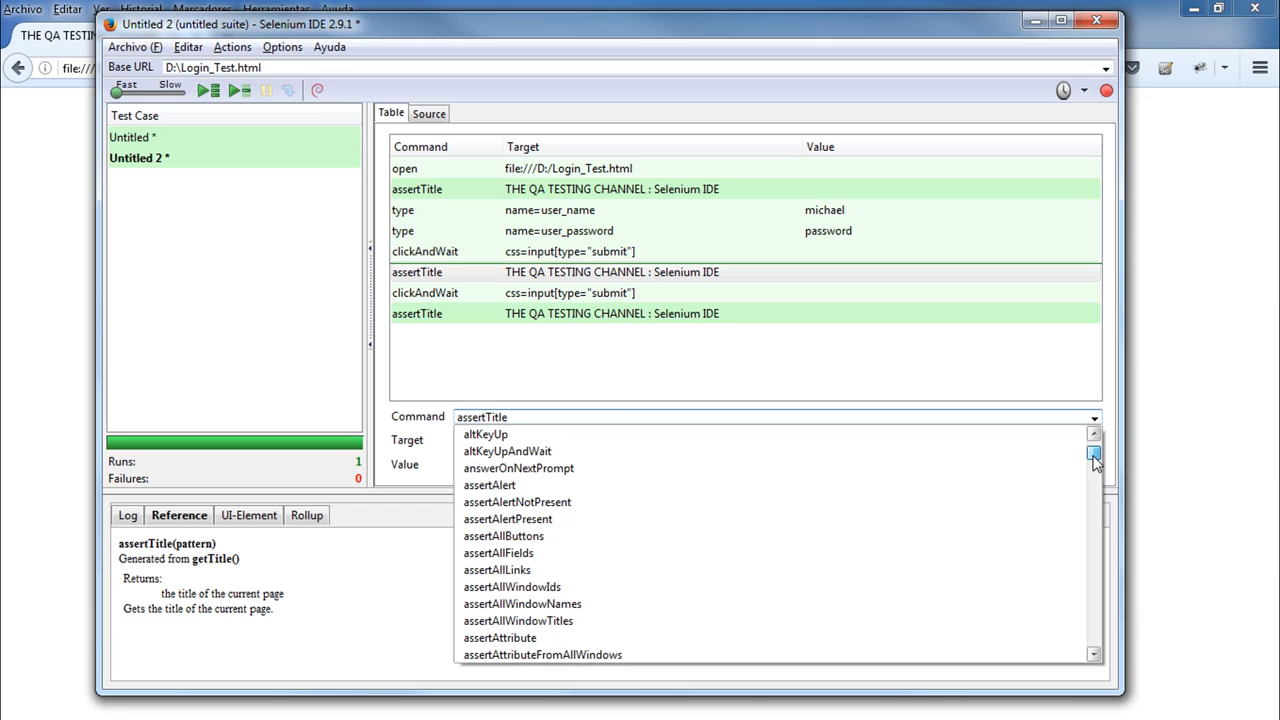 Archivo Editar Ver Historial Marcadores Herramientas Ayuda
THE QA TESTIN
file:///
Untitled 2 (untitled suite) - Selenium IDE 2.9.1 *
Archivo (F) Editar Actions Options Ayuda
Base URL D:\Login_Test.html
Fast Slow
Test Case
Untitled *
Untitled 2 *
Table Source
Command Target Value
open file:///D:/Login_Test.html
assertTitle THE QA TESTING CHANNEL : Selenium IDE
type name=user_name michael
type name=user_password password
clickAndWait css=input[type="submit"]
assertTitle THE QA TESTING CHANNEL : Selenium IDE
clickAndWait css=input[type="submit"]
assertTitle THE QA TESTING CHANNEL : Selenium IDE
Command assertTitle
Target
Value
altKeyUp
altKeyUpAndWait
answerOnNextPrompt
assertAlert
assertAlertNotPresent
assertAlertPresent
assertAllButtons
assertAllFields
assertAllLinks
assertAllWindowIds
assertAllWindowNames
assertAllWindowTitles
assertAttribute
assertAttributeFromAllWindows
Runs: 1
Failures: 0
Log Reference UI-Element Rollup
assertTitle(pattern)
Generated from getTitle()
Returns:
the title of the current page
Gets the title of the current page.